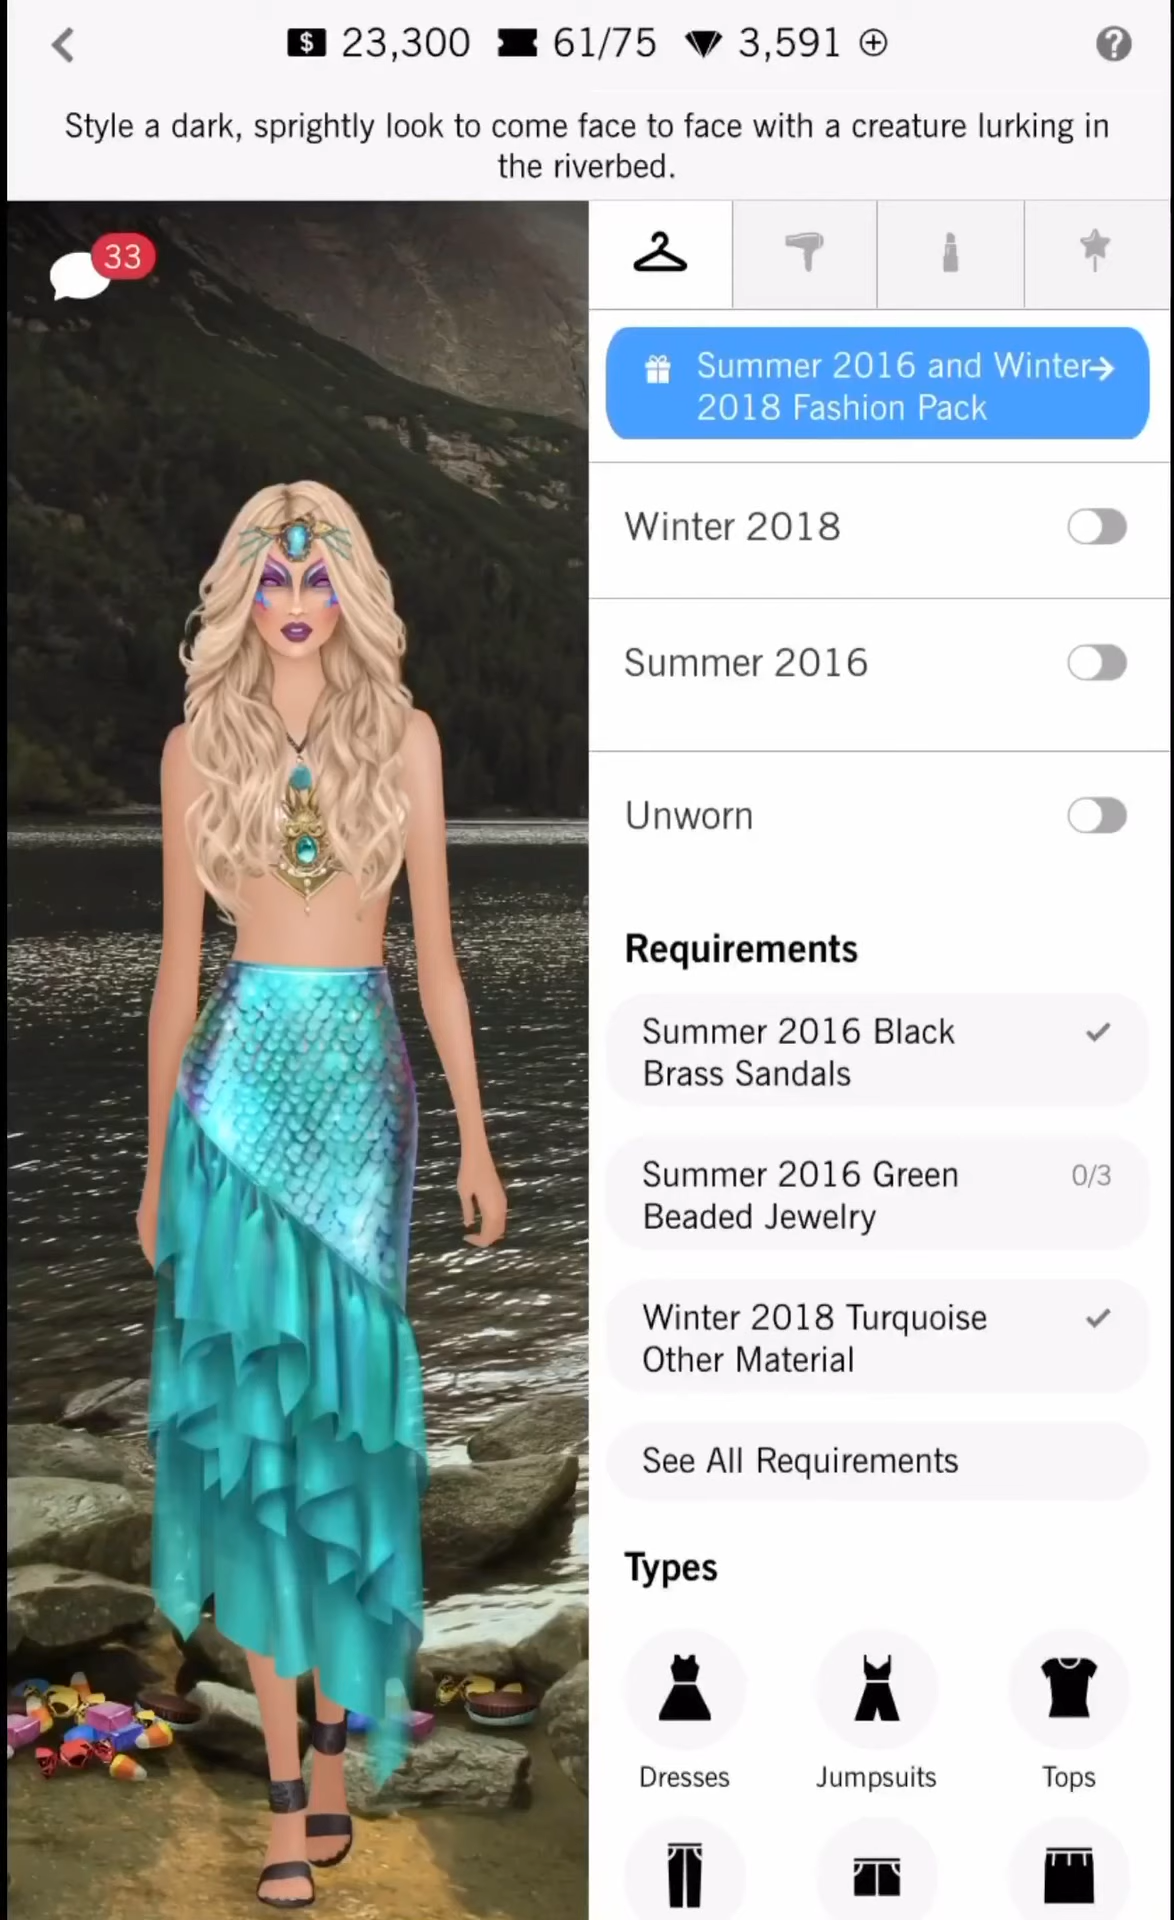 $ 23,300 61/75 3,591 + ?
Style a dark, sprightly look to come face to face with a creature lurking in
the riverbed.
33
Summer 2016 and Winter
2018 Fashion Pack
Winter 2018
Summer 2016
Unworn
Requirements
Summer 2016 Black
Brass Sandals
Summer 2016 Green
Beaded Jewelry
0/3
Winter 2018 Turquoise
Other Material
See All Requirements
Types
Dresses
Jumpsuits
Tops